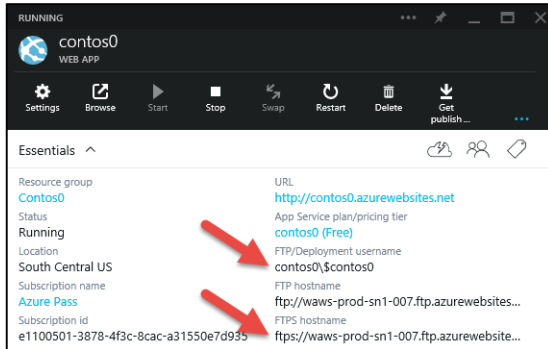 RUNNING
contos0
WEB APP
Settings Browse Start Stop Swap Restart Delete Get publish ...
Essentials
Resource group
Contos0
Status
Running
Location
South Central US
Subscription name
Azure Pass
Subscription id
e1100501-3878-4f3c-8cac-a31550e7d935
URL
http://contos0.azurewebsites.net
App Service plan/pricing tier
contos0 (Free)
FTP/Deployment username
contos0\$contos0
FTP hostname
ftp://waws-prod-sn1-007.ftp.azurewebsites...
FTPS hostname
ftps://waws-prod-sn1-007.ftp.azurewebsite...